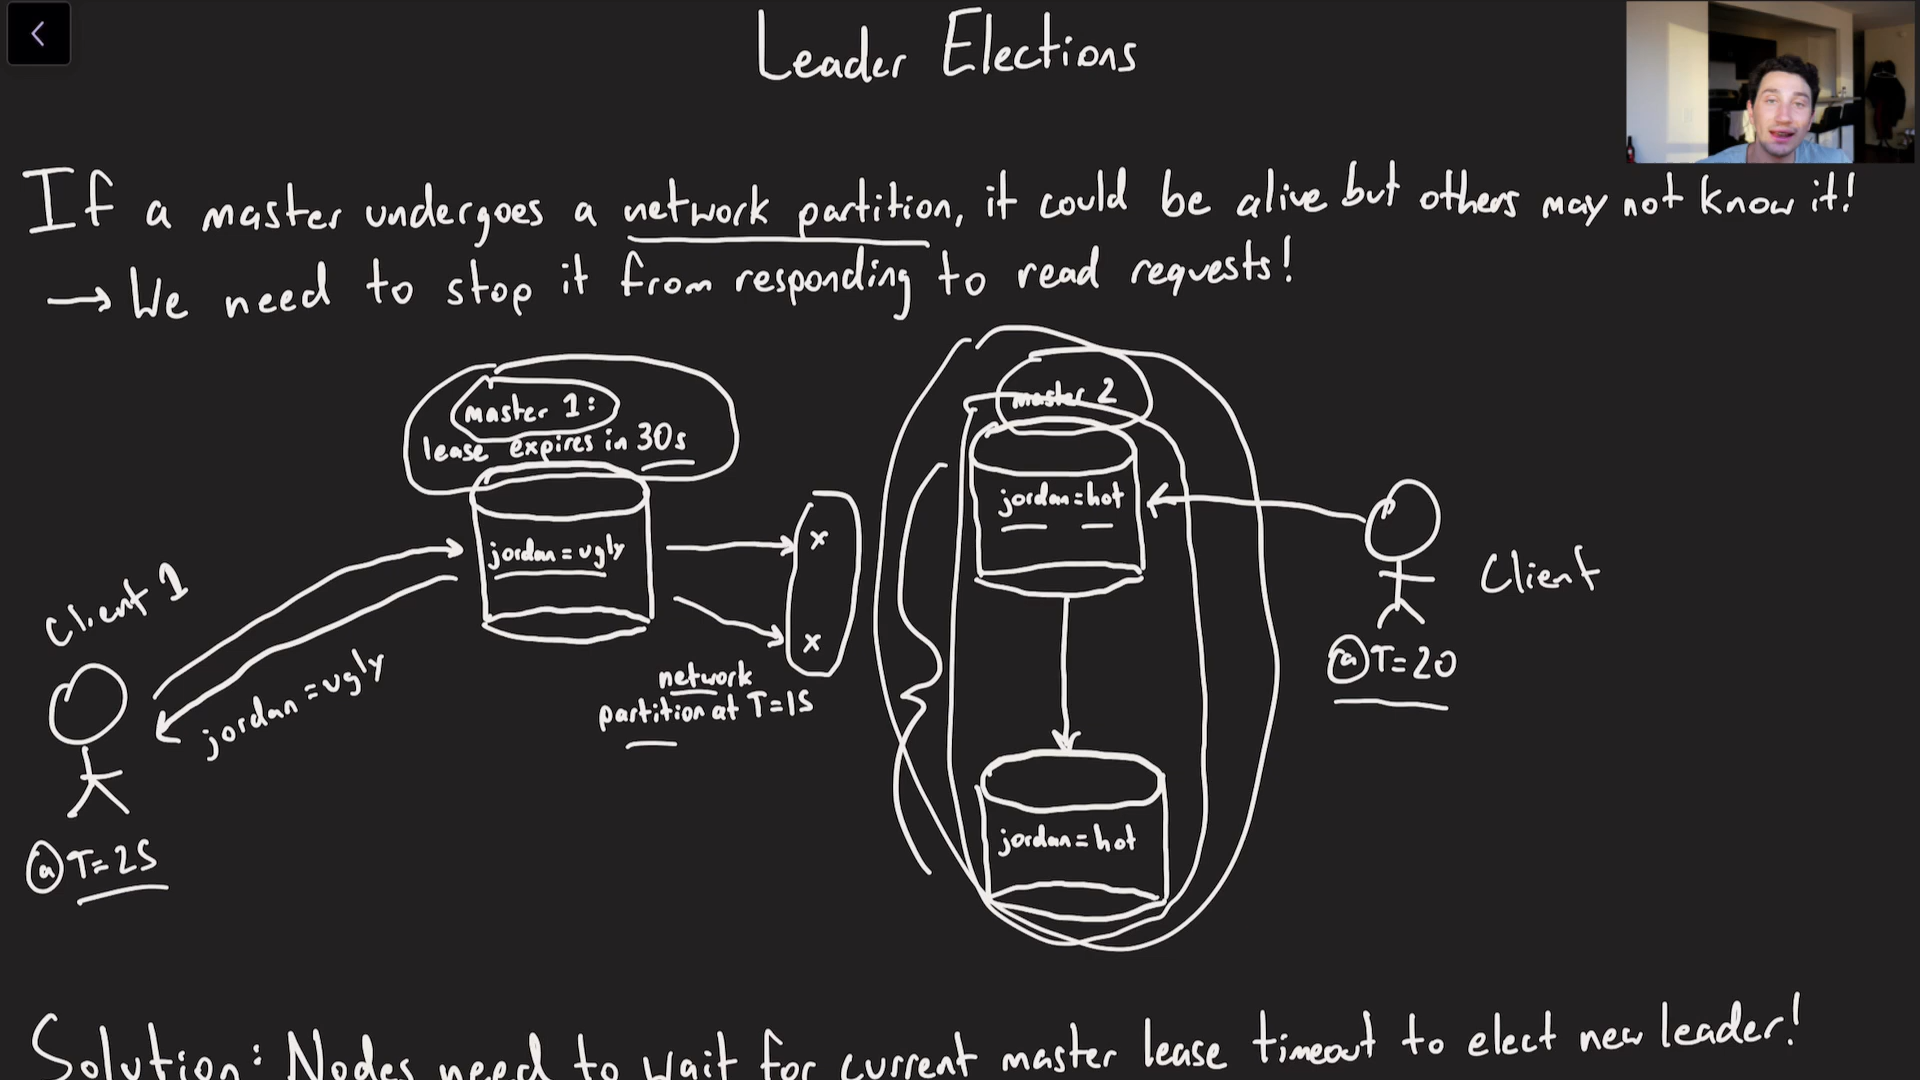 Leader Elections
If a master undergoes a network partition, it could be alive but others may not know it!
→ We need to stop it from responding to read requests!
master 1:
lease expires in 30s
jordan = ugly
x
x
network
partition at T=15
master 2
jordan = hot
jordan = hot
Client
@ T=20
Client 1
jordan = ugly
@ T=25
Solution: Nodes need to wait for current master lease timeout to elect new leader!